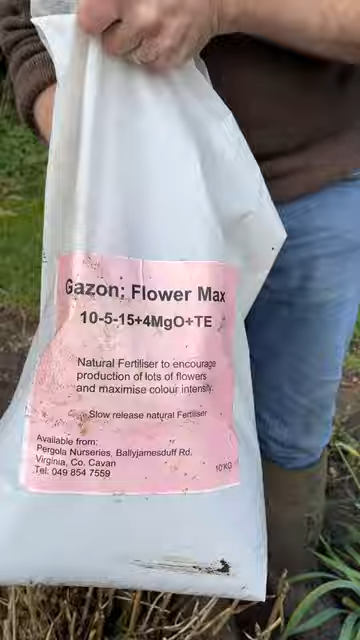 Gazon: Flower Max
10-5-15+4MgO+TE
Natural Fertiliser to encourage
production of lots of flowers
and maximise colour intensity.
Slow release natural Fertiliser
Available from:
Pergola Nurseries, Ballyjamesduff Rd.
Virginia, Co. Cavan
Tel: 049 854 7559
10 KG